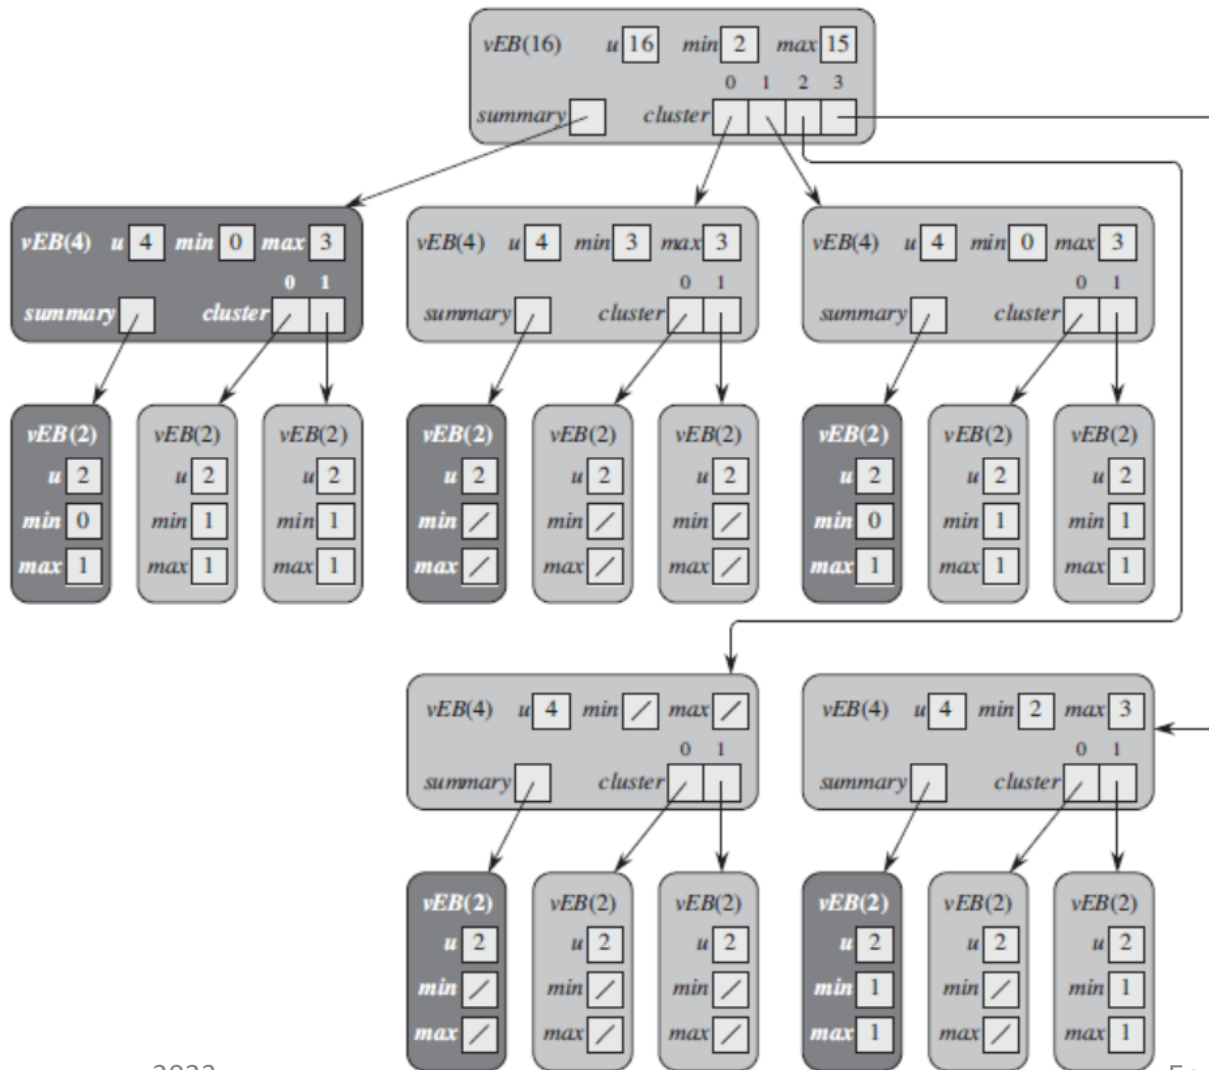 vEB(16) u 16 min 2 max 15
0 1 2 3
summary cluster
vEB(4) u 4 min 0 max 3
0 1
summary cluster
vEB(4) u 4 min 3 max 3
0 1
summary cluster
vEB(4) u 4 min 0 max 3
0 1
summary cluster
vEB(2)
u 2
min 0
max 1
vEB(2)
u 2
min 1
max 1
vEB(2)
u 2
min 1
max 1
vEB(2)
u 2
min /
max /
vEB(2)
u 2
min /
max /
vEB(2)
u 2
min /
max /
vEB(2)
u 2
min 0
max 1
vEB(2)
u 2
min 1
max 1
vEB(2)
u 2
min 1
max 1
vEB(4) u 4 min / max /
0 1
summary cluster
vEB(4) u 4 min 2 max 3
0 1
summary cluster
vEB(2)
u 2
min /
max /
vEB(2)
u 2
min /
max /
vEB(2)
u 2
min /
max /
vEB(2)
u 2
min 1
max 1
vEB(2)
u 2
min /
max /
vEB(2)
u 2
min 1
max 1